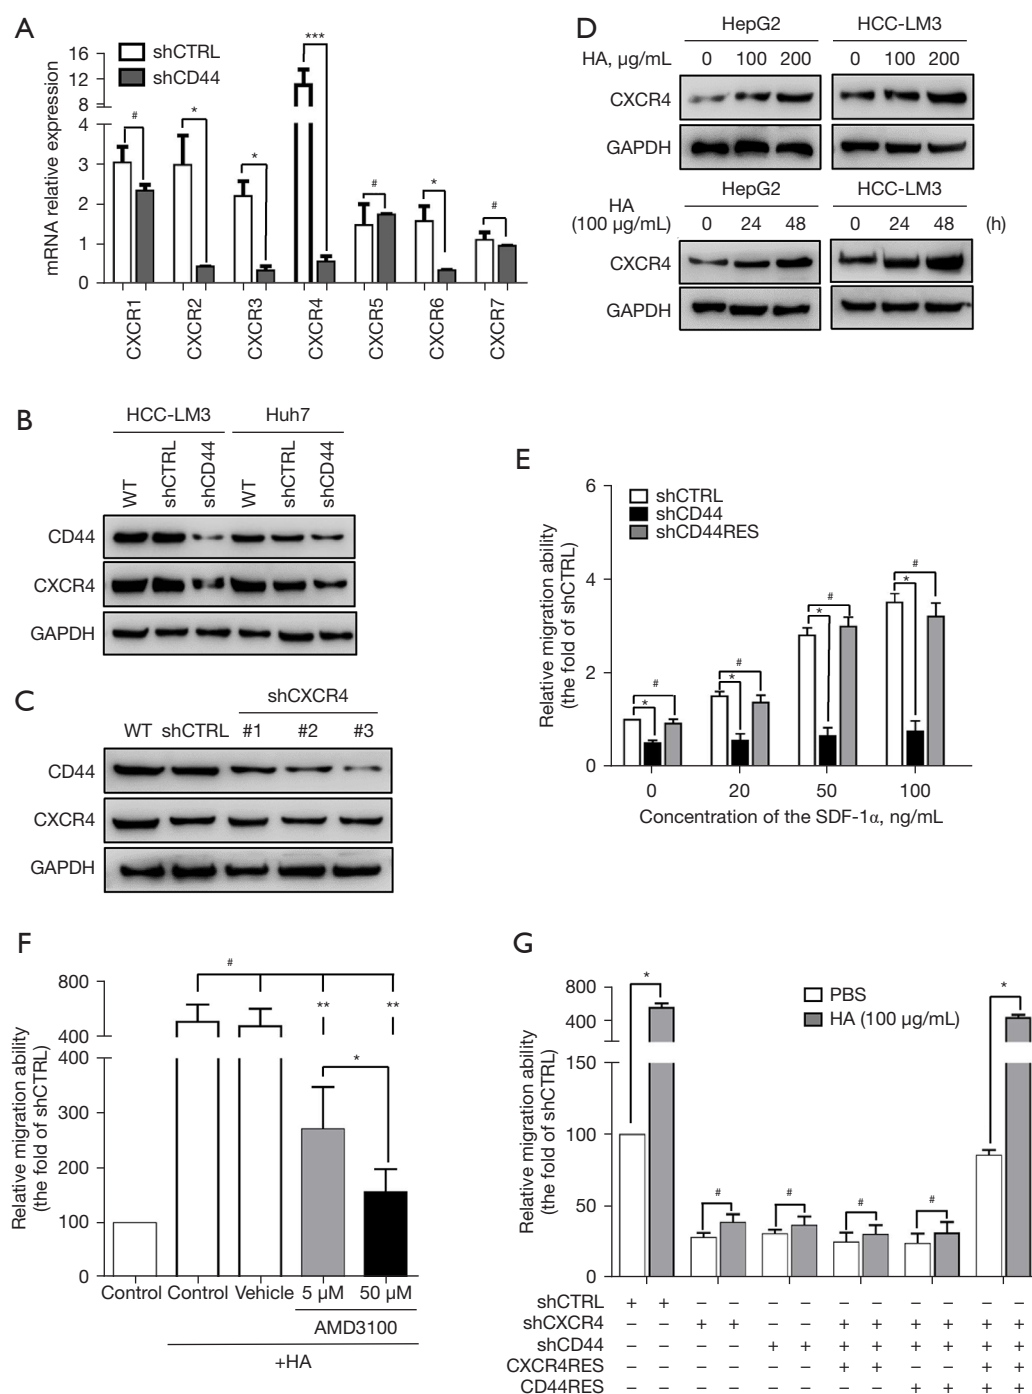 A
shCTRL
shCD44
mRNA relative expression
16
12
8
4
3
2
1
0
#
*
*
***
#
*
#
CXCR1
CXCR2
CXCR3
CXCR4
CXCR5
CXCR6
CXCR7
B
HCC-LM3 Huh7
WT shCTRL shCD44 WT shCTRL shCD44
CD44
CXCR4
GAPDH
C
shCXCR4
WT shCTRL #1 #2 #3
CD44
CXCR4
GAPDH
D
HepG2 HCC-LM3
HA, µg/mL 0 100 200 0 100 200
CXCR4
GAPDH
HepG2 HCC-LM3
HA
(100 µg/mL) 0 24 48 0 24 48 (h)
CXCR4
GAPDH
E
shCTRL
shCD44
shCD44RES
Relative migration ability
(the fold of shCTRL)
6
4
2
0
# * # * # * # *
0 20 50 100
Concentration of the SDF-1α, ng/mL
F
Relative migration ability
(the fold of shCTRL)
800
400
400
300
200
100
0
#
** **
*
Control Control Vehicle 5 µM 50 µM
AMD3100
+HA
G
Relative migration ability
(the fold of shCTRL)
800
400
150
100
50
0
PBS
HA (100 µg/mL)
* # # # # *
shCTRL + + – – – – – – – – – –
shCXCR4 – – + + – – + + + + + +
shCD44 – – – – + + + + + + + +
CXCR4RES – – – – – – + + – – + +
CD44RES – – – – – – – – + + + +